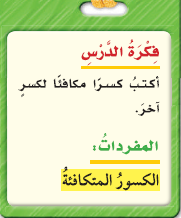 فِكْرَةُ الدَّرْسِ
أكتبُ كسرًا مكافئًا لكسرٍ
آخرَ.
المفرداتُ:
الكسورُ المتكافئةُ